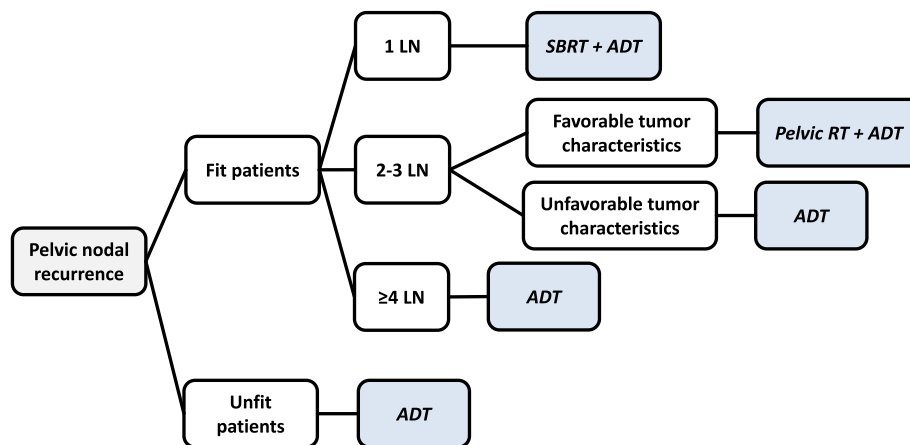 Pelvic nodal
recurrence
Fit patients
1 LN
SBRT + ADT
2-3 LN
Favorable tumor
characteristics
Pelvic RT + ADT
Unfavorable tumor
characteristics
ADT
≥4 LN
ADT
Unfit
patients
ADT